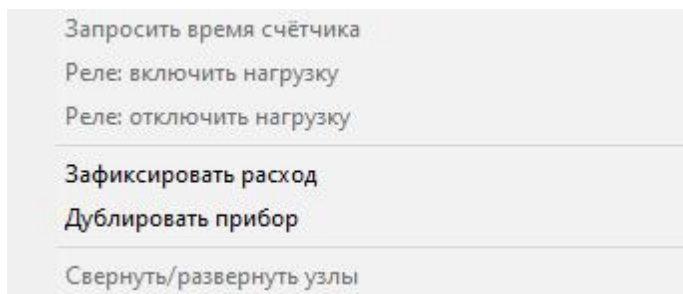 Запросить время счётчика
Реле: включить нагрузку
Реле: отключить нагрузку
Зафиксировать расход
Дублировать прибор
Свернуть/развернуть узлы